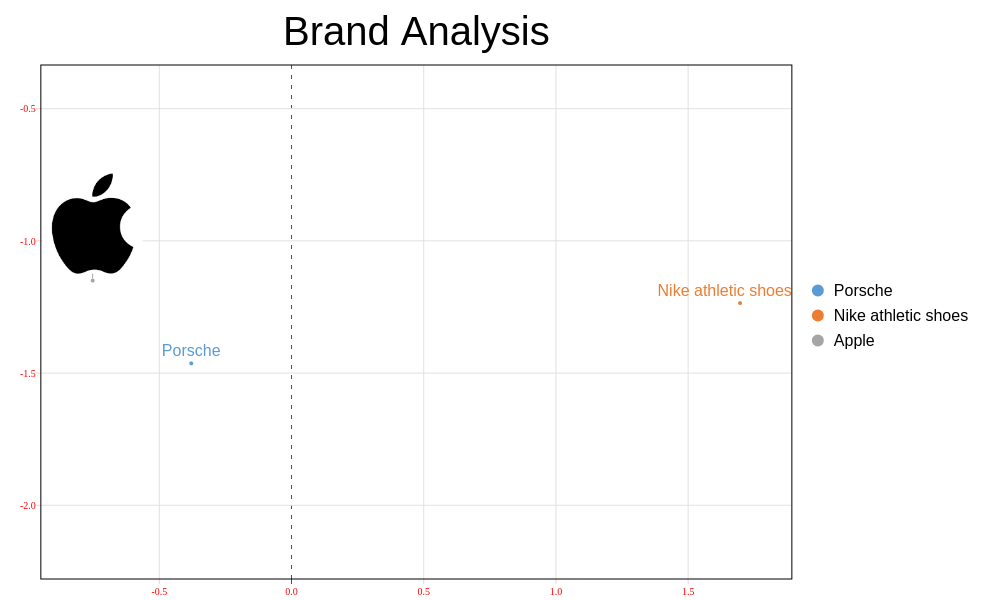 Brand Analysis
-0.5
-1.0
-1.5
-2.0
Nike athletic shoes
Porsche
-0.5
0.0
0.5
1.0
1.5
Porsche
Nike athletic shoes
Apple